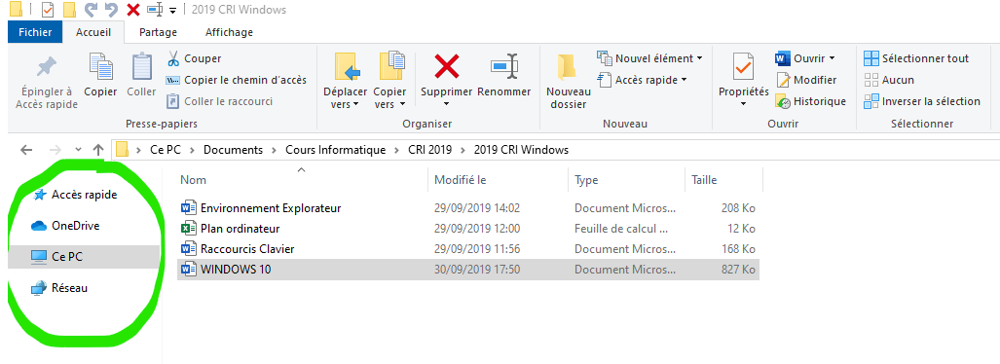 2019 CRI Windows
Fichier Accueil Partage Affichage
Épingler à Accès rapide
Copier
Coller
Couper
Copier le chemin d'accès
Coller le raccourci
Presse-papiers
Déplacer vers
Copier vers
Supprimer
Renommer
Organiser
Nouveau dossier
Nouvel élément
Accès rapide
Nouveau
Propriétés
Ouvrir
Modifier
Historique
Ouvrir
Sélectionner tout
Aucun
Inverser la sélection
Sélectionner
Ce PC > Documents > Cours Informatique > CRI 2019 > 2019 CRI Windows
Accès rapide
OneDrive
Ce PC
Réseau
Nom Modifié le Type Taille
Environnement Explorateur 29/09/2019 14:02 Document Micros... 208 Ko
Plan ordinateur 29/09/2019 12:00 Feuille de calcul ... 12 Ko
Raccourcis Clavier 29/09/2019 11:56 Document Micros... 168 Ko
WINDOWS 10 30/09/2019 17:50 Document Micros... 827 Ko